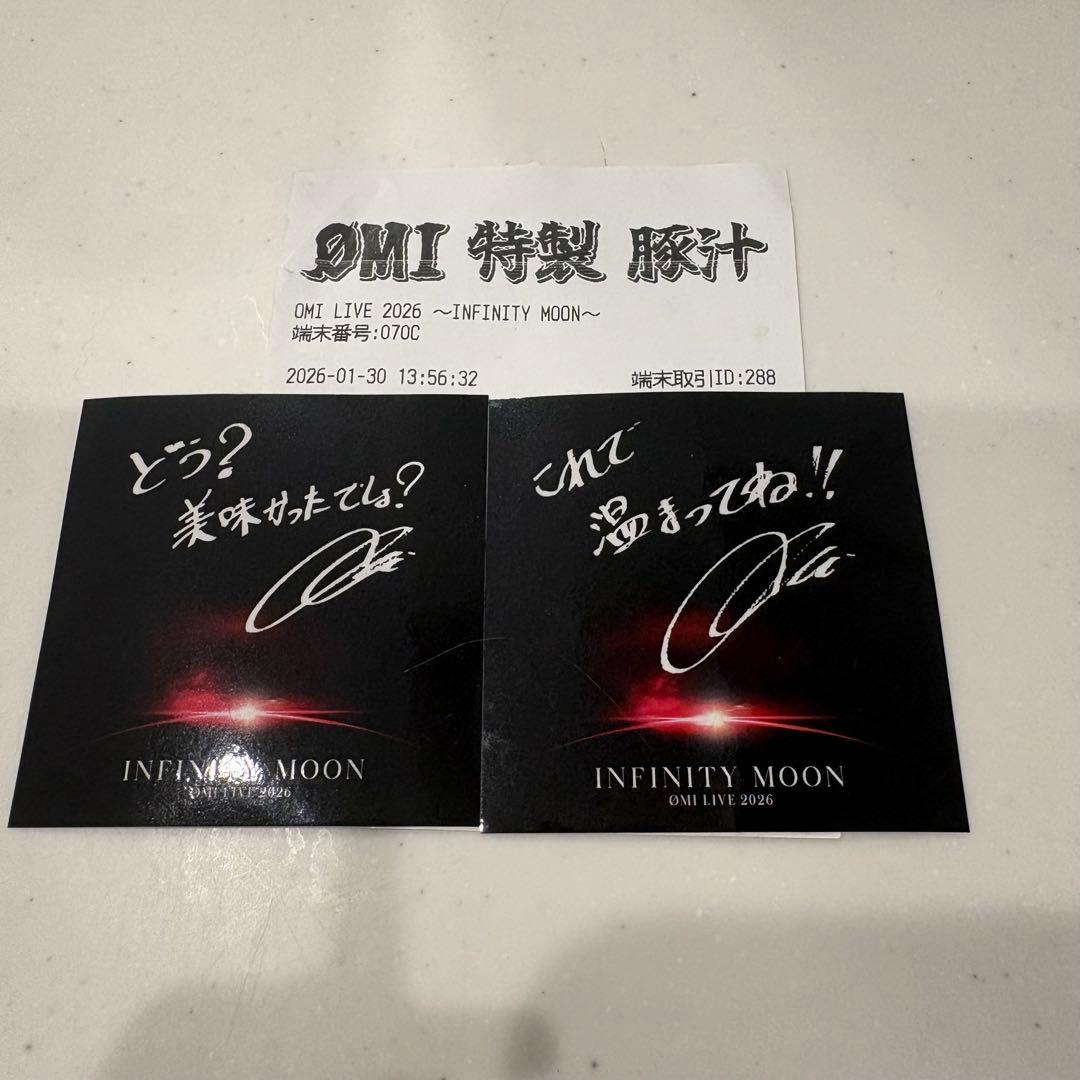 ØMI 特製 豚汁
OMI LIVE 2026 〜INFINITY MOON〜
端末番号:070C
2026-01-30 13:56:32 端末取引ID:288
どう?
美味かったでしょ?
INFINITY MOON
ØMI LIVE 2026
これで
温まってね!!
INFINITY MOON
ØMI LIVE 2026